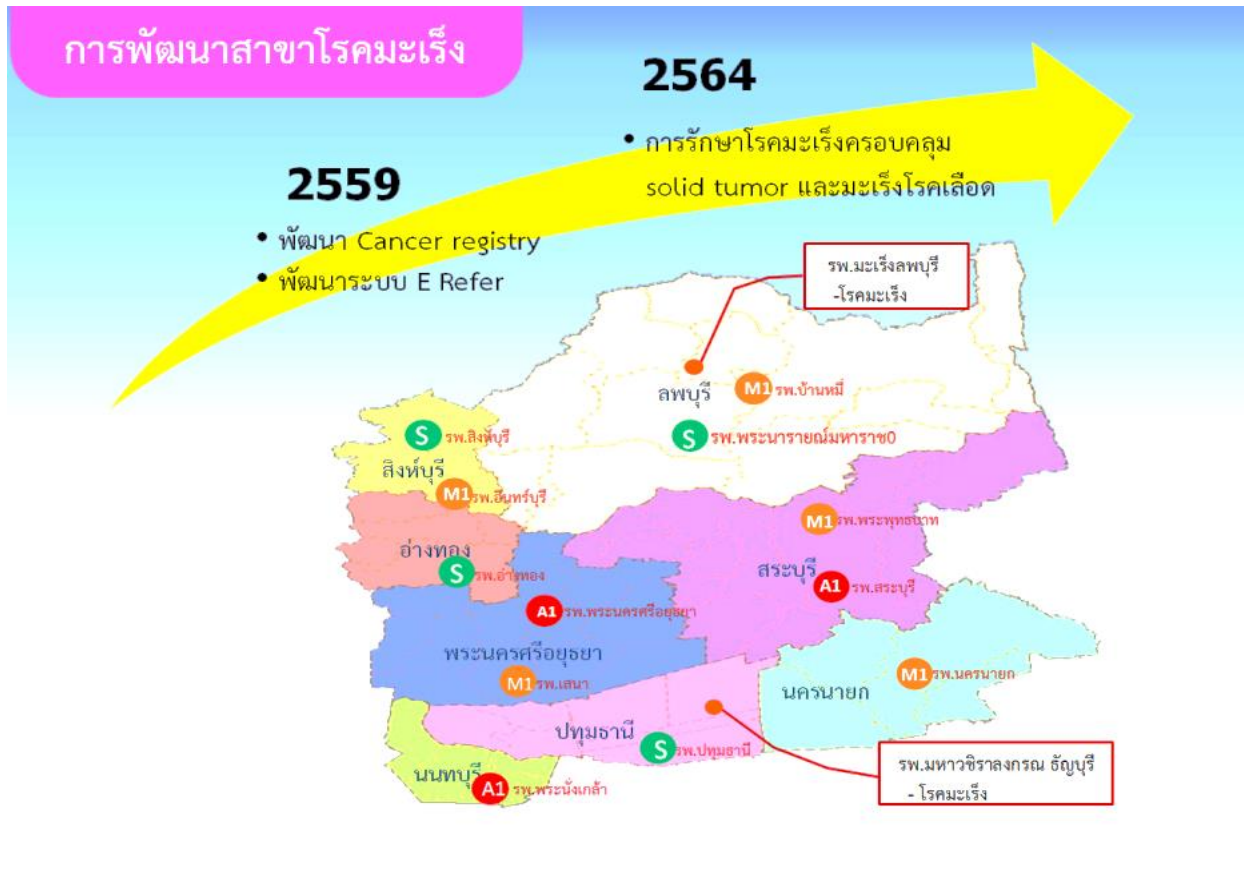 การพัฒนาสาขาโรคมะเร็ง
2564
• การรักษาโรคมะเร็งครอบคลุม
solid tumor และมะเร็งโรคเลือด
2559
• พัฒนา Cancer registry
• พัฒนาระบบ E Refer
รพ.มะเร็งลพบุรี
-โรคมะเร็ง
ลพบุรี
M1 รพ.บ้านหมี่
S รพ.พระนารายณ์มหาราช0
S รพ.สิงห์บุรี
สิงห์บุรี
M1 รพ.อินทร์บุรี
M1 รพ.พระพุทธบาท
อ่างทอง
S รพ.อ่างทอง
สระบุรี
A1 รพ.สระบุรี
A1 รพ.พระนครศรีอยุธยา
พระนครศรีอยุธยา
M1 รพ.เสนา
M1 รพ.นครนายก
นครนายก
ปทุมธานี
S รพ.ปทุมธานี
นนทบุรี
A1 รพ.พระนั่งเกล้า
รพ.มหาวชิราลงกรณ ธัญบุรี
- โรคมะเร็ง